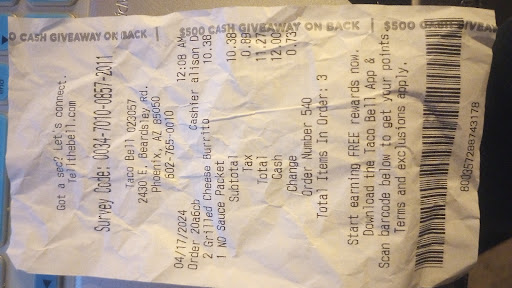 $500 CASH GIVEAWAY ON BACK | $500 CASH GIVEAWAY ON BACK | $500 CASH GIVEAWAY
Got a sec? Let's connect.
Tellthebell.com
Survey Code: 0034-7010-0657-2011
Taco Bell 023057
2430 E. Beardsley Rd.
Phoenix, AZ 85050
602-765-0010
04/17/2024 12:08 AM
Order 20a6cb Cashier alison C
2 Grilled Cheese Burrito 10.38
1 NO Sauce Packet
Subtotal 10.38
Tax 0.89
Total 11.27
Cash 12.00
Change 0.73
Order Number 540
Total Items In Order: 3
Start earning FREE rewards now.
Download the Taco Bell App &
Scan barcode below to get your points
Terms and exclusions apply.